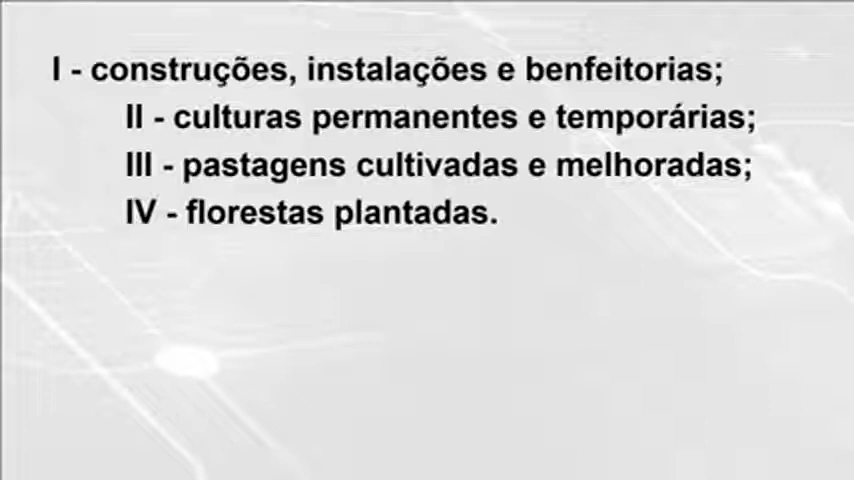 I - construções, instalações e benfeitorias;
II - culturas permanentes e temporárias;
III - pastagens cultivadas e melhoradas;
IV - florestas plantadas.